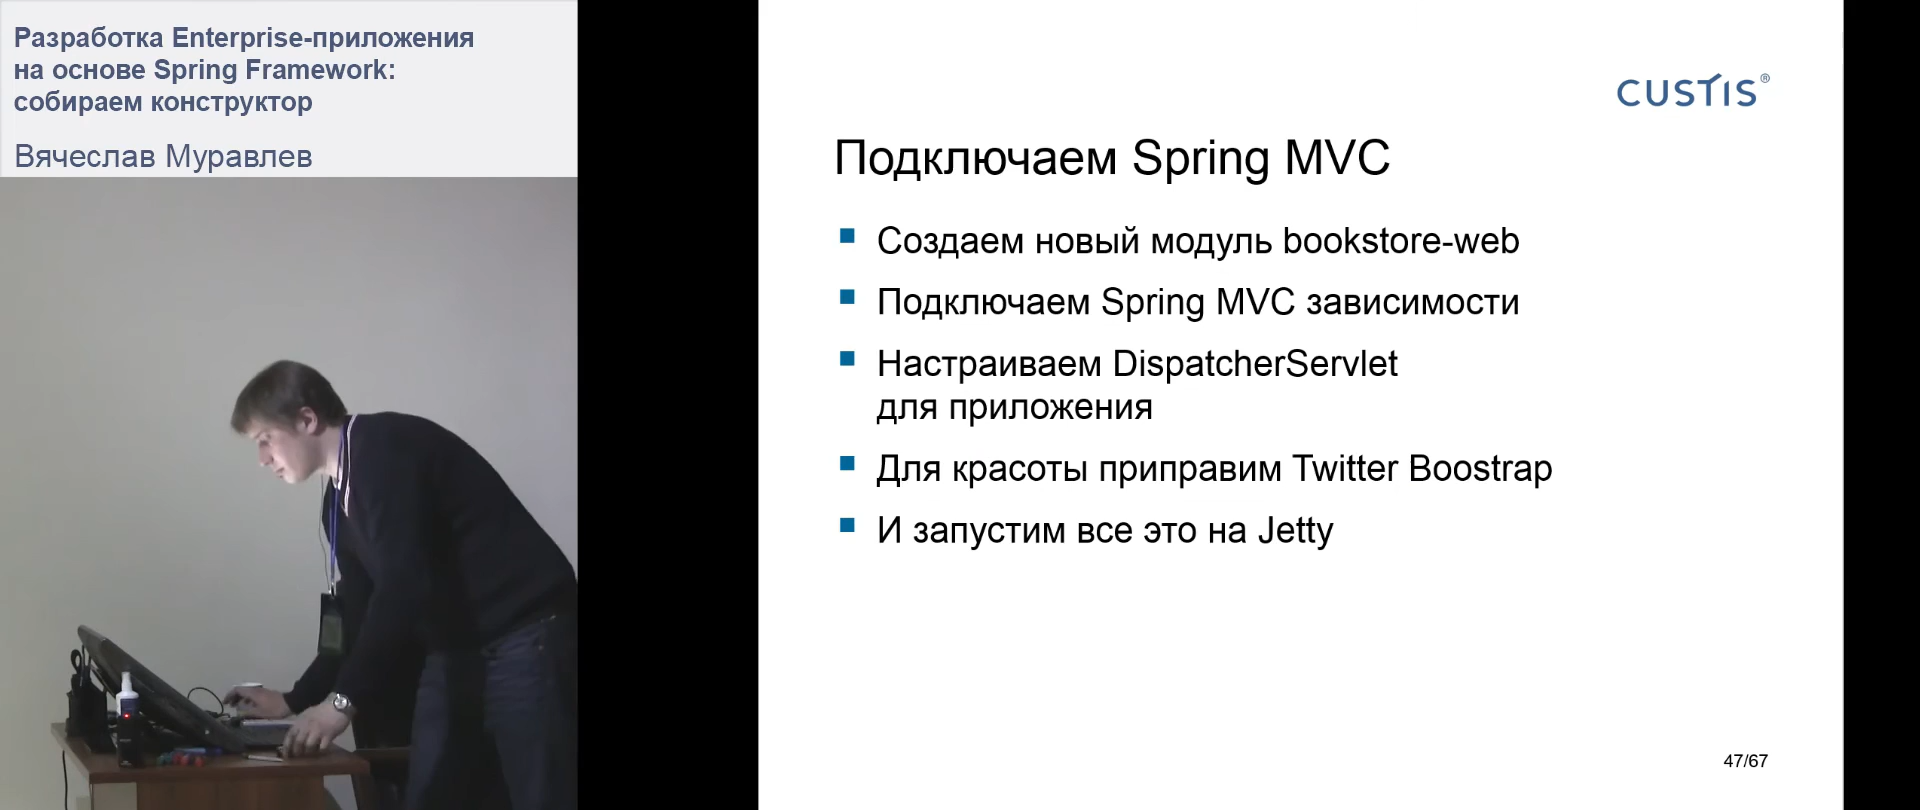 Разработка Enterprise-приложения
на основе Spring Framework:
собираем конструктор
Вячеслав Муравлев
CUSTIS®
Подключаем Spring MVC
Создаем новый модуль bookstore-web
Подключаем Spring MVC зависимости
Настраиваем DispatcherServlet
для приложения
Для красоты приправим Twitter Boostrap
И запустим все это на Jetty
47/67